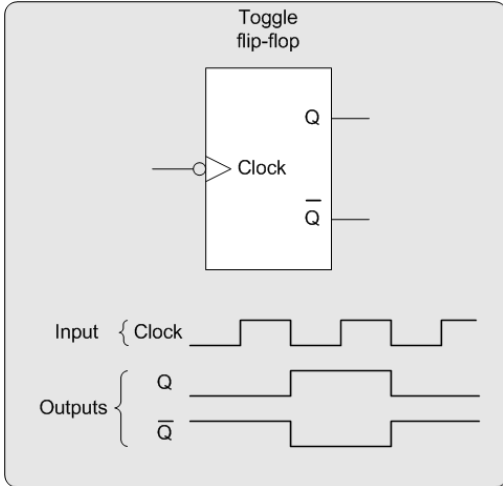 Toggle
flip-flop
Q
Clock
Q̅
Input { Clock
Q
Outputs {
Q̅